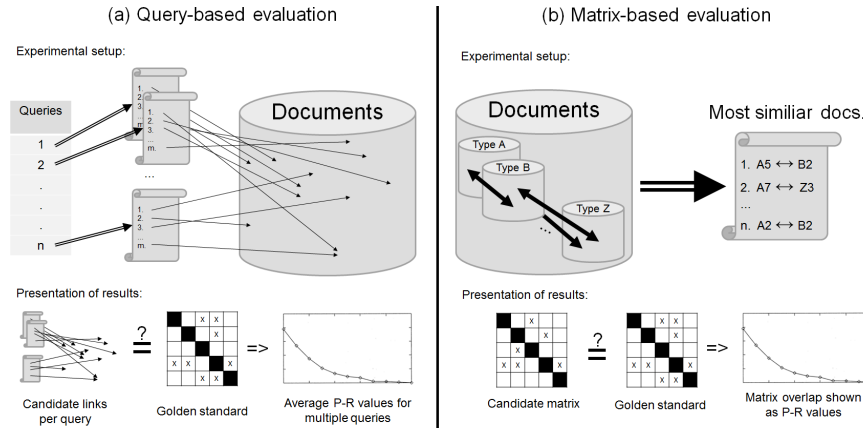 (a) Query-based evaluation
Experimental setup:
Queries
1
2
.
.
.
n
1.
2.
3.
...
m.
1.
2.
3.
...
m.
...
1.
2.
3.
...
m.
Documents
Presentation of results:
?
=
x x
x
x
x x
x x
=>
Candidate links
per query
Golden standard
Average P-R values for
multiple queries
(b) Matrix-based evaluation
Experimental setup:
Documents
Type A
Type B
Type Z
...
Most similiar docs.
1. A5 ↔ B2
2. A7 ↔ Z3
...
n. A2 ↔ B2
Presentation of results:
x
x
x
x x
x
?
=
x x
x
x
x x
x x
=>
Candidate matrix
Golden standard
Matrix overlap shown
as P-R values